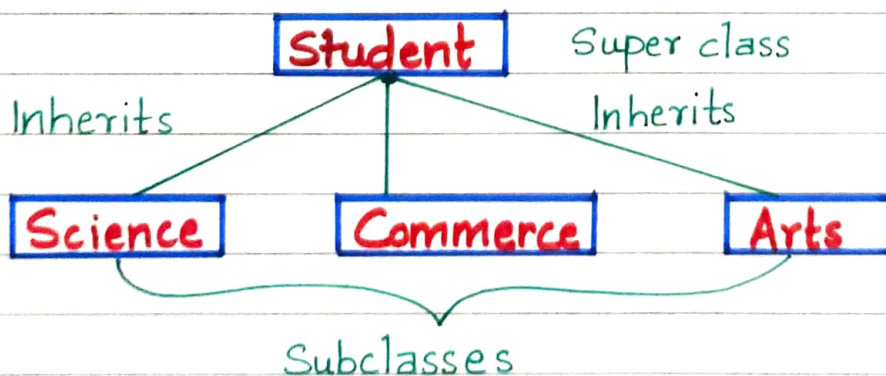 Student Super class
Inherits Inherits
Science Commerce Arts
Subclasses